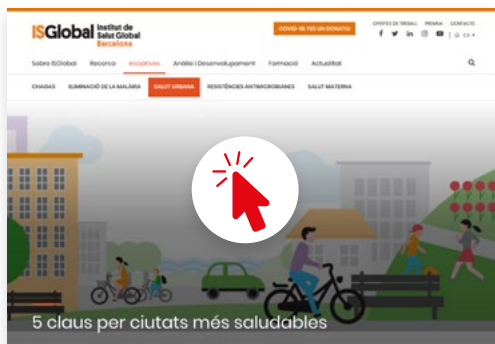 ISGlobal Institut de
Salut Global
Barcelona
COVID-19: FES UN DONATIU
OFERTES DE TREBALL PREMSA CONTACTE
CA
Sobre ISGlobal Recerca Iniciatives Anàlisi i Desenvolupament Formació Actualitat
CHAGAS ELIMINACIÓ DE LA MALÀRIA SALUT URBANA RESISTÈNCIES ANTIMICROBIANES SALUT MATERNA
5 claus per ciutats més saludables